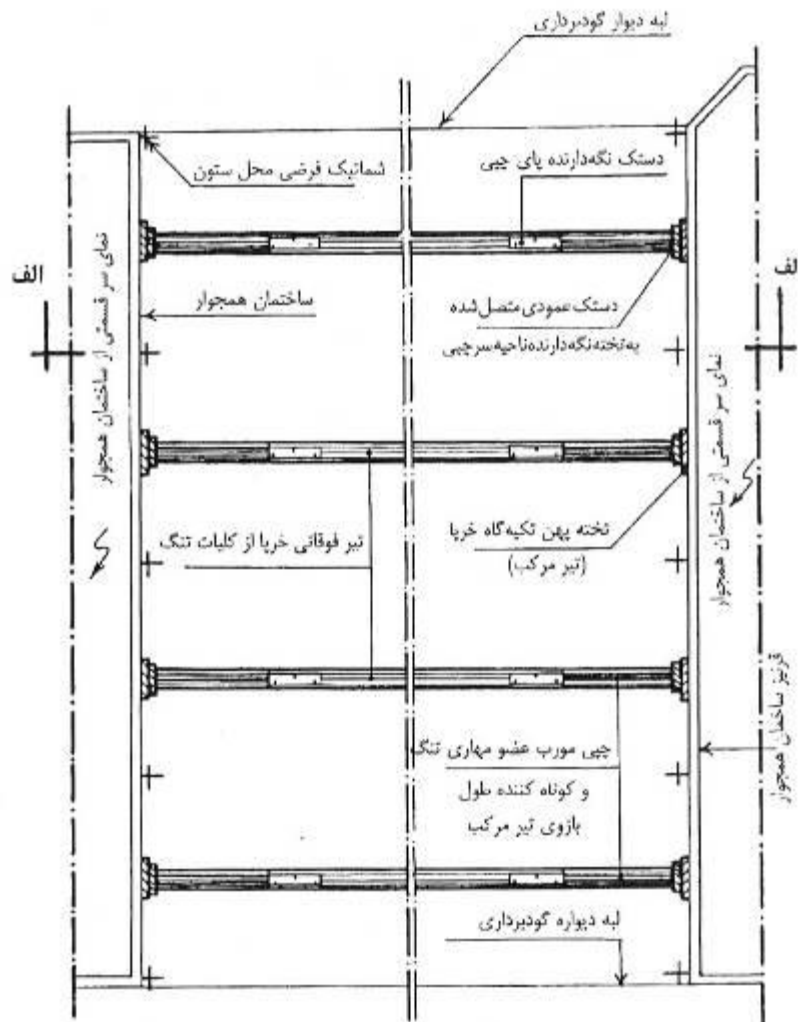 لبه دیوار گودبرداری
دستک نگه‌دارنده پای چپی
شماتیک فرضی محل ستون
الف
الف
نمای سر قسمتی از ساختمان همجوار
ساختمان همجوار
دستک عمودی متصل‌شده
به تخته نگه‌دارنده ناحیه سرچپی
نمای سر قسمتی از ساختمان همجوار
تخته پهن تکیه‌گاه خرپا
(تیر مرکب)
تیر فوقانی خرپا از کلیات تنگ
قرنیز ساختمان همجوار
چپی مورب عضو مهاری تنگ
و کوتاه کننده طول
بازوی تیر مرکب
لبه دیواره گودبرداری